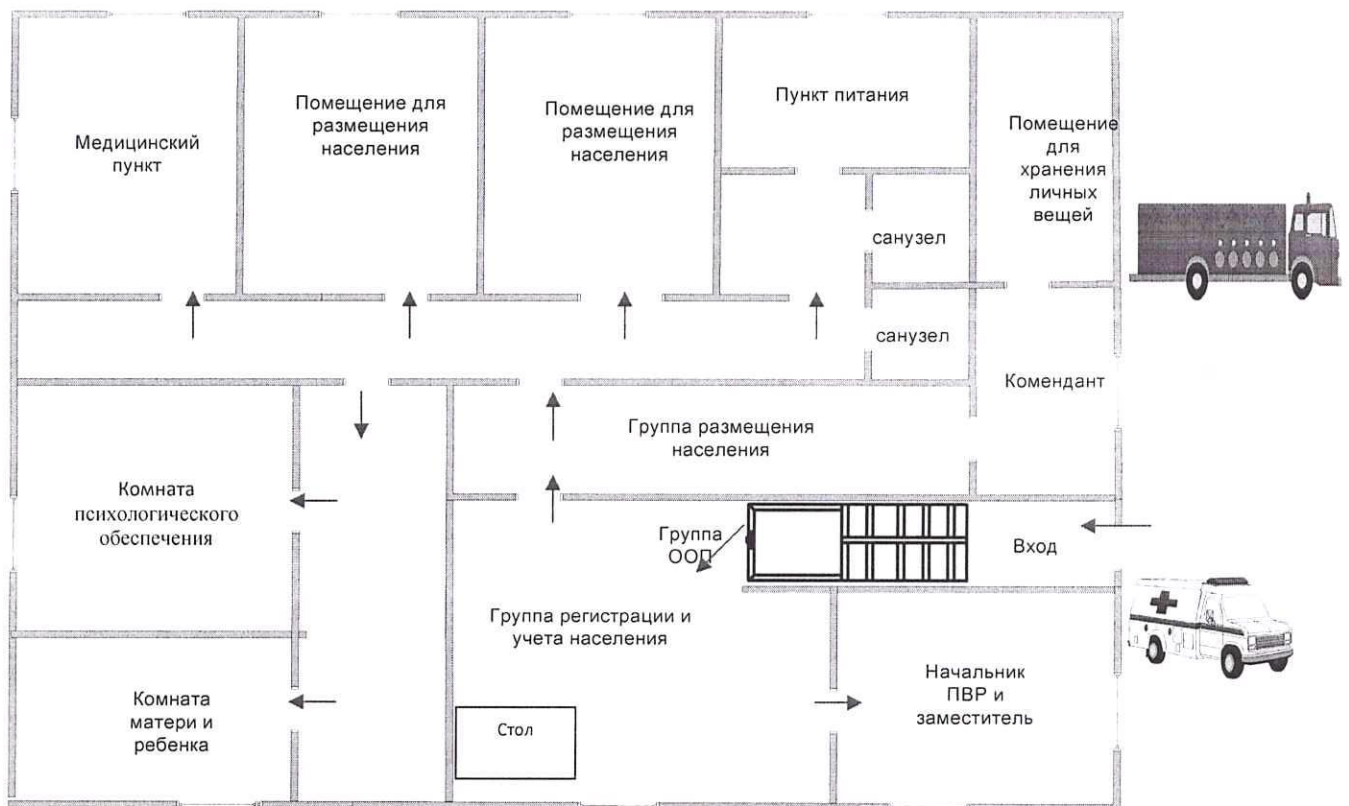 Медицинский
пункт
Помещение для
размещения
населения
Помещение для
размещения
населения
Пункт питания
Помещение
для
хранения
личных
вещей
санузел
санузел
Комендант
Группа размещения
населения
Комната
психологического
обеспечения
Группа
ООП
Вход
Группа регистрации и
учета населения
Комната
матери и
ребенка
Стол
Начальник
ПВР и
заместитель